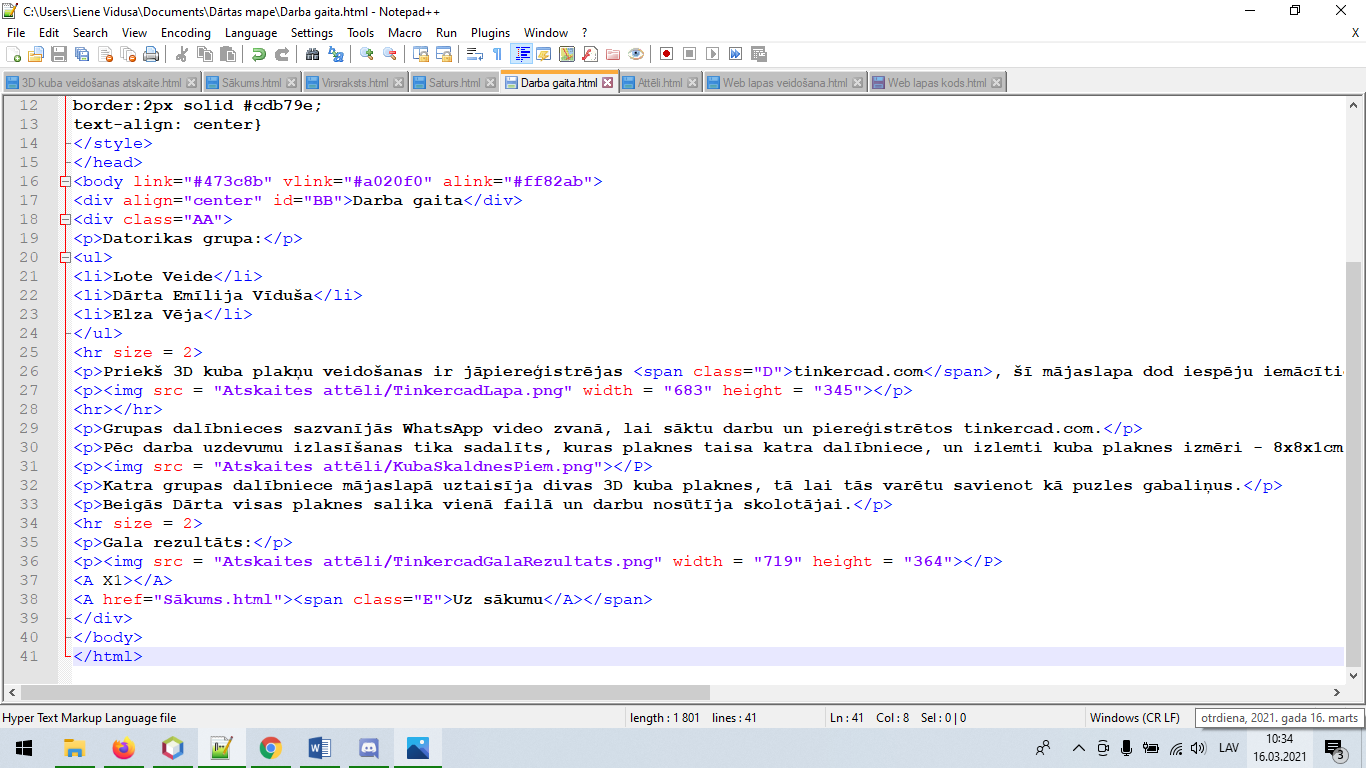 C:\Users\Liene Vidusa\Documents\Dārtas mape\Darba gaita.html - Notepad++
File Edit Search View Encoding Language Settings Tools Macro Run Plugins Window ? X
3D kuba veidošanas atskaite.html Sākums.html Virsraksts.html Saturs.html Darba gaita.html Attēli.html Web lapas veidošana.html Web lapas kods.html
12 border:2px solid #cdb79e;
13 text-align: center}
14 </style>
15 </head>
16 <body link="#473c8b" vlink="#a020f0" alink="#ff82ab">
17 <div align="center" id="BB">Darba gaita</div>
18 <div class="AA">
19 <p>Datorikas grupa:</p>
20 <ul>
21 <li>Lote Veide</li>
22 <li>Dārta Emīlija Vīduša</li>
23 <li>Elza Vēja</li>
24 </ul>
25 <hr size = 2>
26 <p>Priekš 3D kuba plakņu veidošanas ir jāpiereģistrējas <span class="D">tinkercad.com</span>, šī mājaslapa dod iespēju iemācīti
27 <p><img src = "Atskaites attēli/TinkercadLapa.png" width = "683" height = "345"></p>
28 <hr></hr>
29 <p>Grupas dalībnieces sazvanījās WhatsApp video zvanā, lai sāktu darbu un piereģistrētos tinkercad.com.</p>
30 <p>Pēc darba uzdevumu izlasīšanas tika sadalīts, kuras plaknes taisa katra dalībniece, un izlemti kuba plaknes izmēri - 8x8x1cm
31 <p><img src = "Atskaites attēli/KubaSkaldnesPiem.png"></P>
32 <p>Katra grupas dalībniece mājaslapā uztaisīja divas 3D kuba plaknes, tā lai tās varētu savienot kā puzles gabaliņus.</p>
33 <p>Beigās Dārta visas plaknes salika vienā failā un darbu nosūtīja skolotājai.</p>
34 <hr size = 2>
35 <p>Gala rezultāts:</p>
36 <p><img src = "Atskaites attēli/TinkercadGalaRezultats.png" width = "719" height = "364"></P>
37 <A X1></A>
38 <A href="Sākums.html"><span class="E">Uz sākumu</A></span>
39 </div>
40 </body>
41 </html>
Hyper Text Markup Language file length : 1 801 lines : 41 Ln : 41 Col : 8 Sel : 0 | 0 Windows (CR LF) otrdiena, 2021. gada 16. marts
LAV 10:34
16.03.2021 3